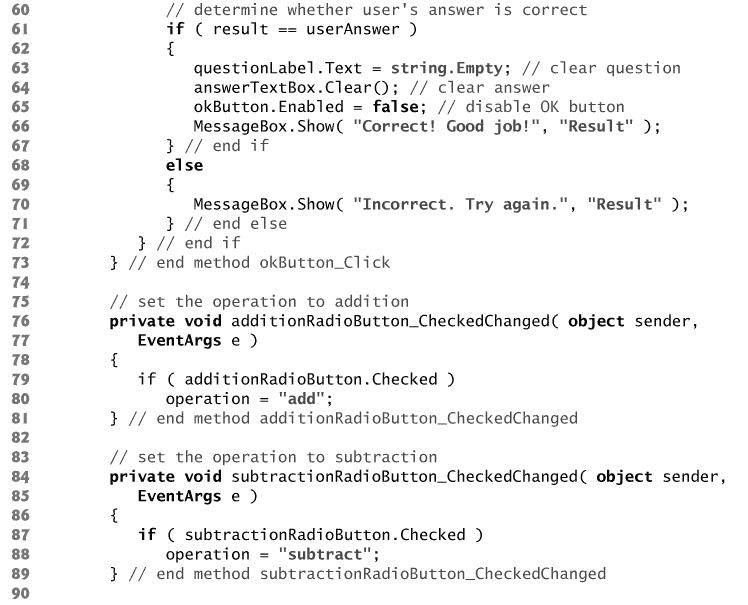 60 // determine whether user's answer is correct
61 if ( result == userAnswer )
62 {
63 questionLabel.Text = string.Empty; // clear question
64 answerTextBox.Clear(); // clear answer
65 okButton.Enabled = false; // disable OK button
66 MessageBox.Show( "Correct! Good job!", "Result" );
67 } // end if
68 else
69 {
70 MessageBox.Show( "Incorrect. Try again.", "Result" );
71 } // end else
72 } // end if
73 } // end method okButton_Click
74
75 // set the operation to addition
76 private void additionRadioButton_CheckedChanged( object sender,
77 EventArgs e )
78 {
79 if ( additionRadioButton.Checked )
80 operation = "add";
81 } // end method additionRadioButton_CheckedChanged
82
83 // set the operation to subtraction
84 private void subtractionRadioButton_CheckedChanged( object sender,
85 EventArgs e )
86 {
87 if ( subtractionRadioButton.Checked )
88 operation = "subtract";
89 } // end method subtractionRadioButton_CheckedChanged
90